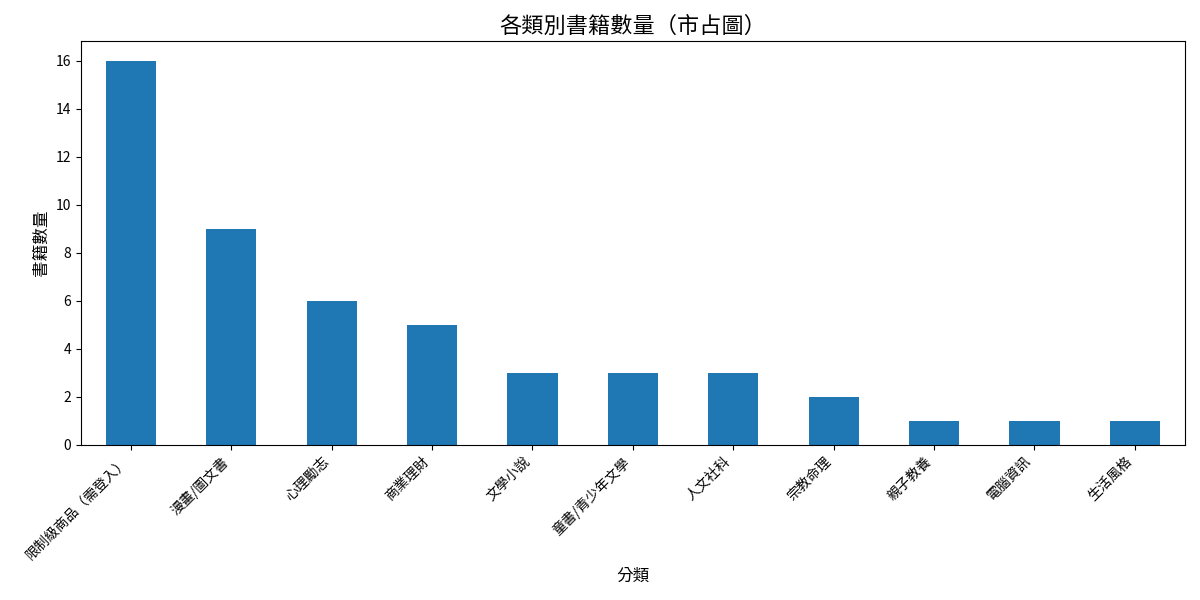 各類別書籍數量（市占圖）
書籍數量
16
14
12
10
8
6
4
2
0
限制級商品（需登入）
漫畫/圖文書
心理勵志
商業理財
文學小說
童書/青少年文學
人文社科
宗教命理
親子教養
電腦資訊
生活風格
分類